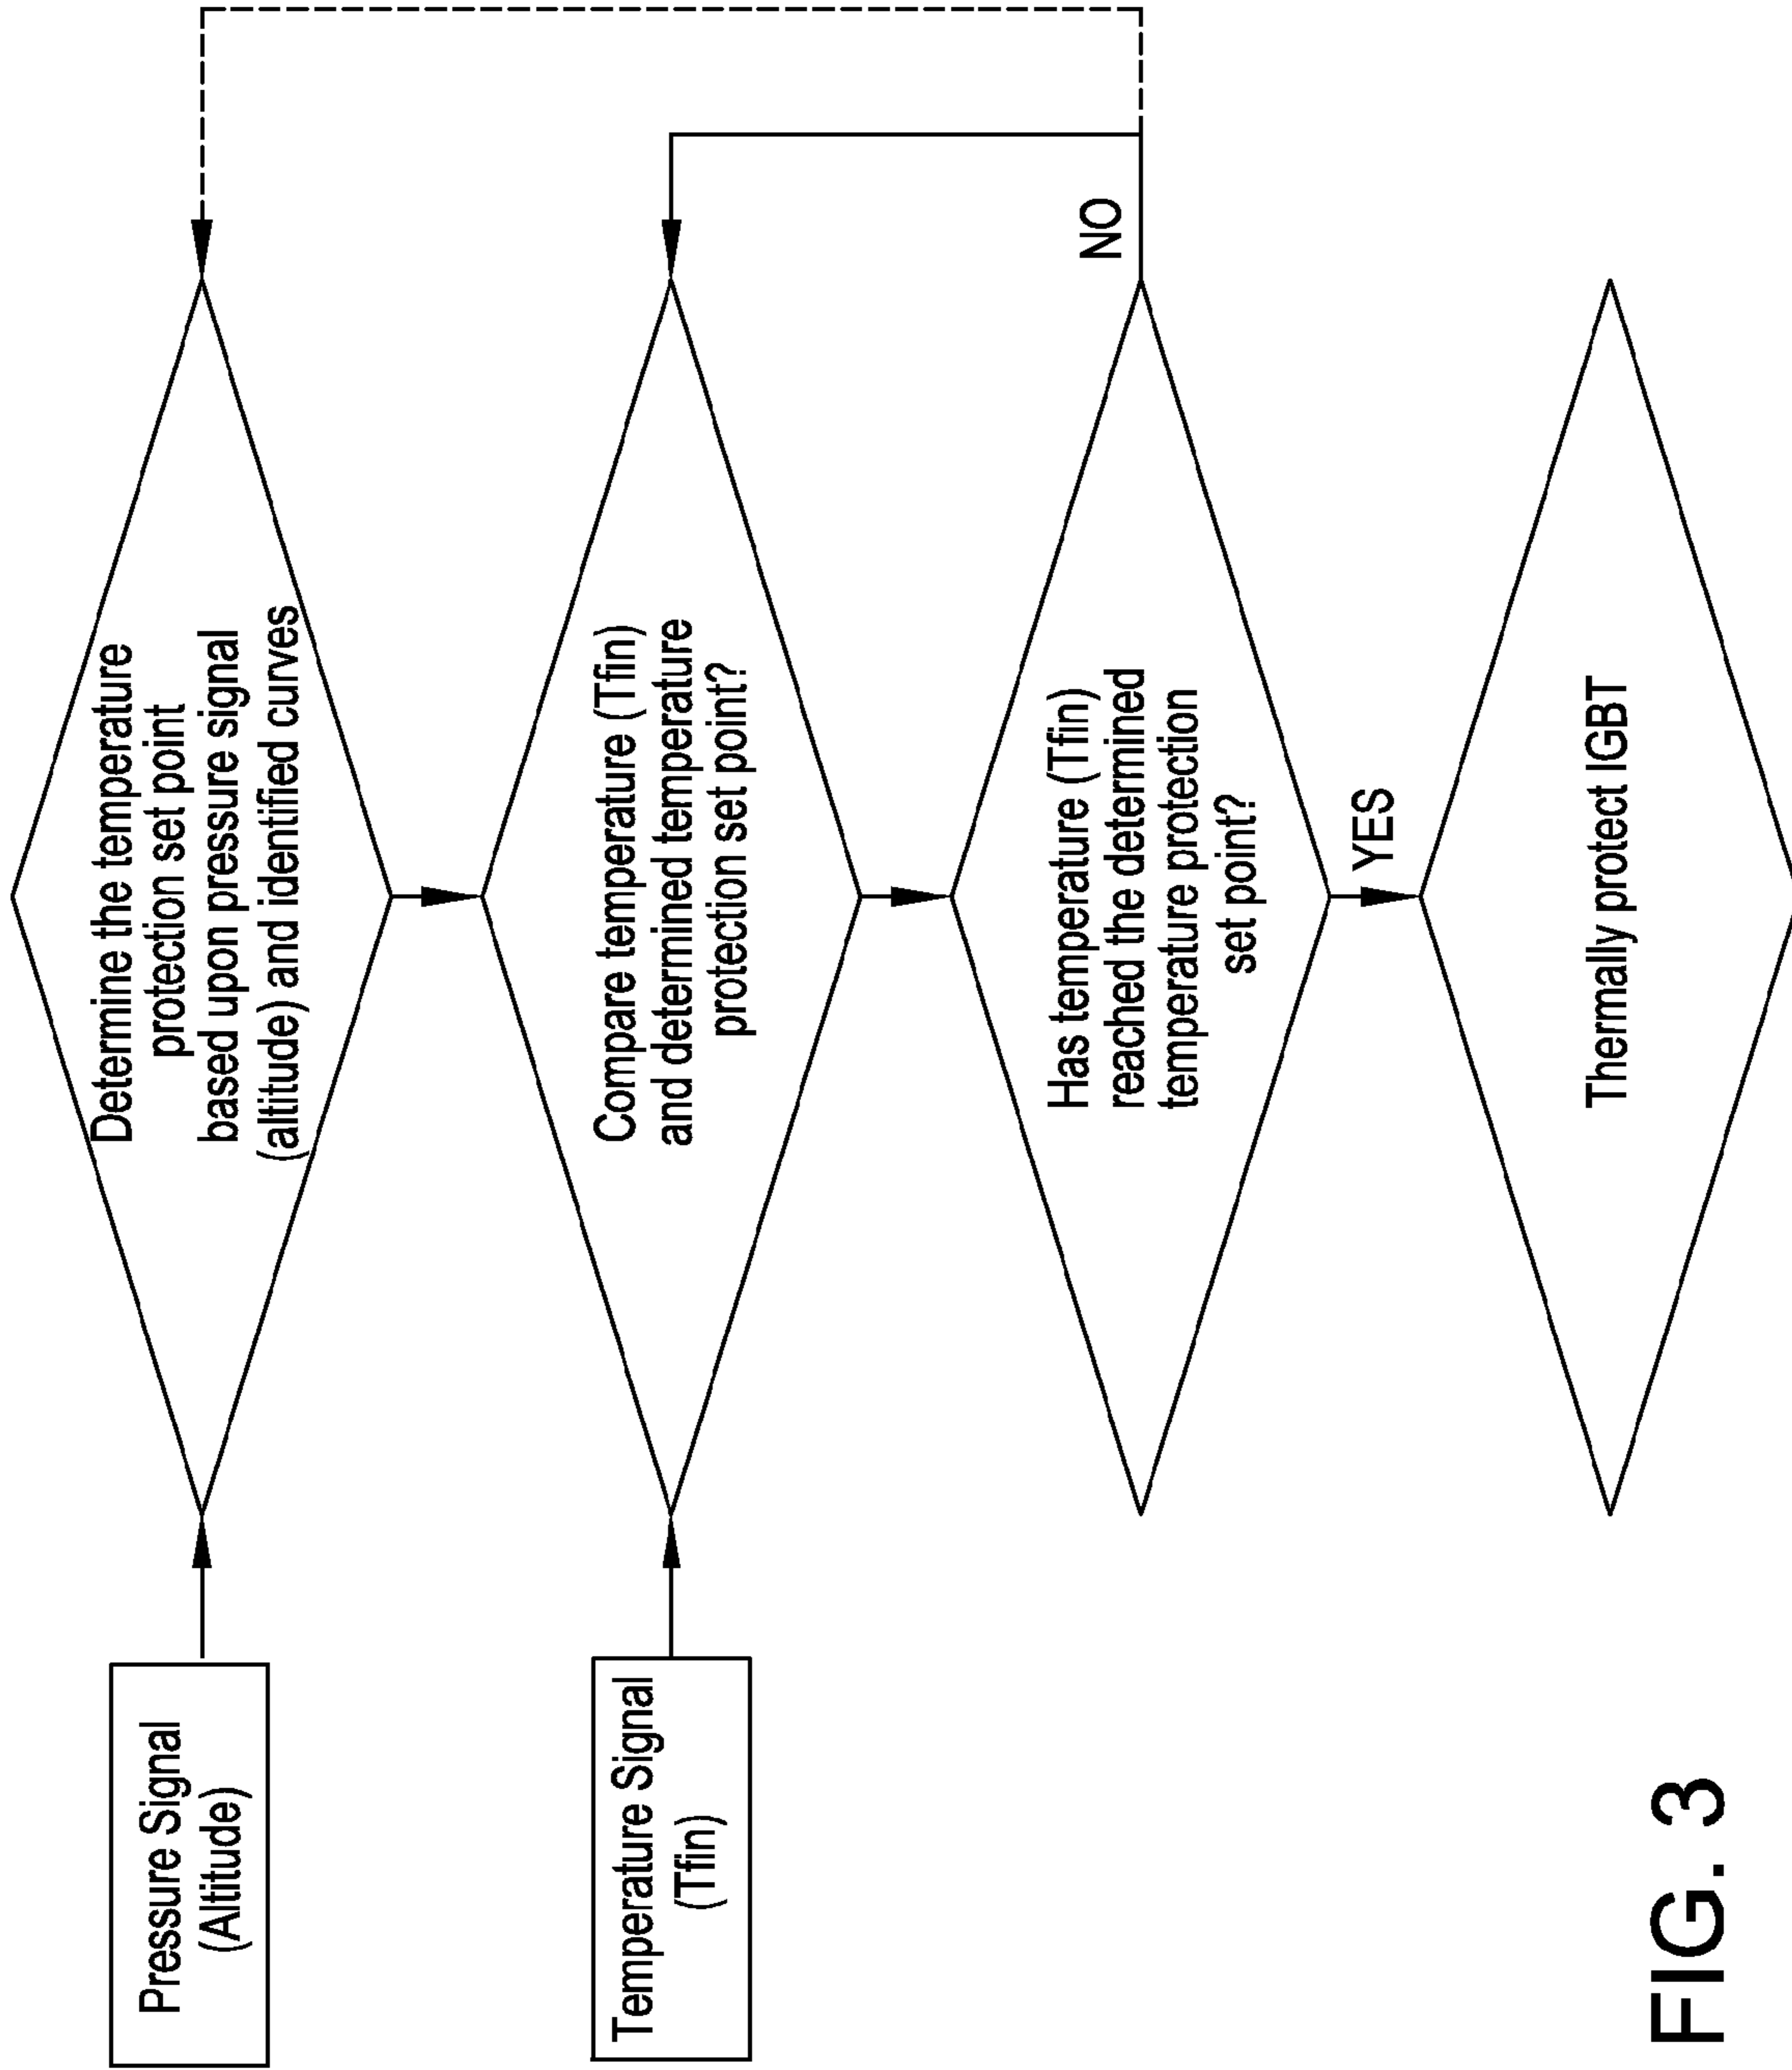 Pressure Signal
(Altitude)
Determine the temperature
protection set point
based upon pressure signal
(altitude) and identified curves
Temperature Signal
(Tfin)
Compare temperature (Tfin)
and determined temperature
protection set point?
Has temperature (Tfin)
reached the determined
temperature protection
set point?
NO
YES
Thermally protect IGBT
FIG. 3